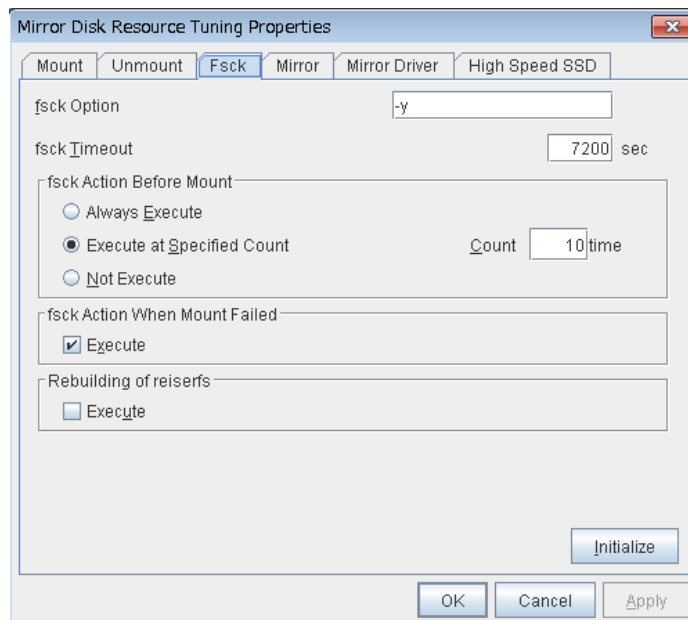 Mirror Disk Resource Tuning Properties
Mount Unmount Fsck Mirror Mirror Driver High Speed SSD
fsck Option -y
fsck Timeout 7200 sec
fsck Action Before Mount
Always Execute
Execute at Specified Count Count 10 time
Not Execute
fsck Action When Mount Failed
Execute
Rebuilding of reiserfs
Execute
Initialize
OK Cancel Apply